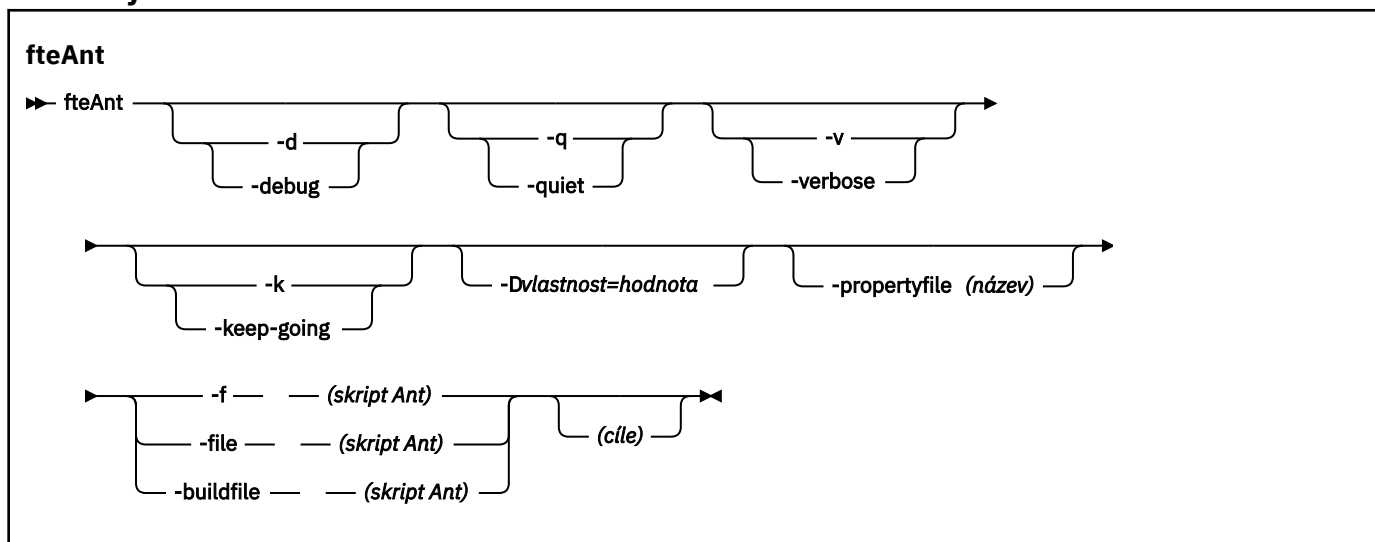 fteAnt
fteAnt
-d
-debug
-q
-quiet
-v
-verbose
-k
-keep-going
-Dvlastnost=hodnota
-propertyfile (název)
-f (skript Ant)
-file (skript Ant)
-buildfile (skript Ant)
(cíle)